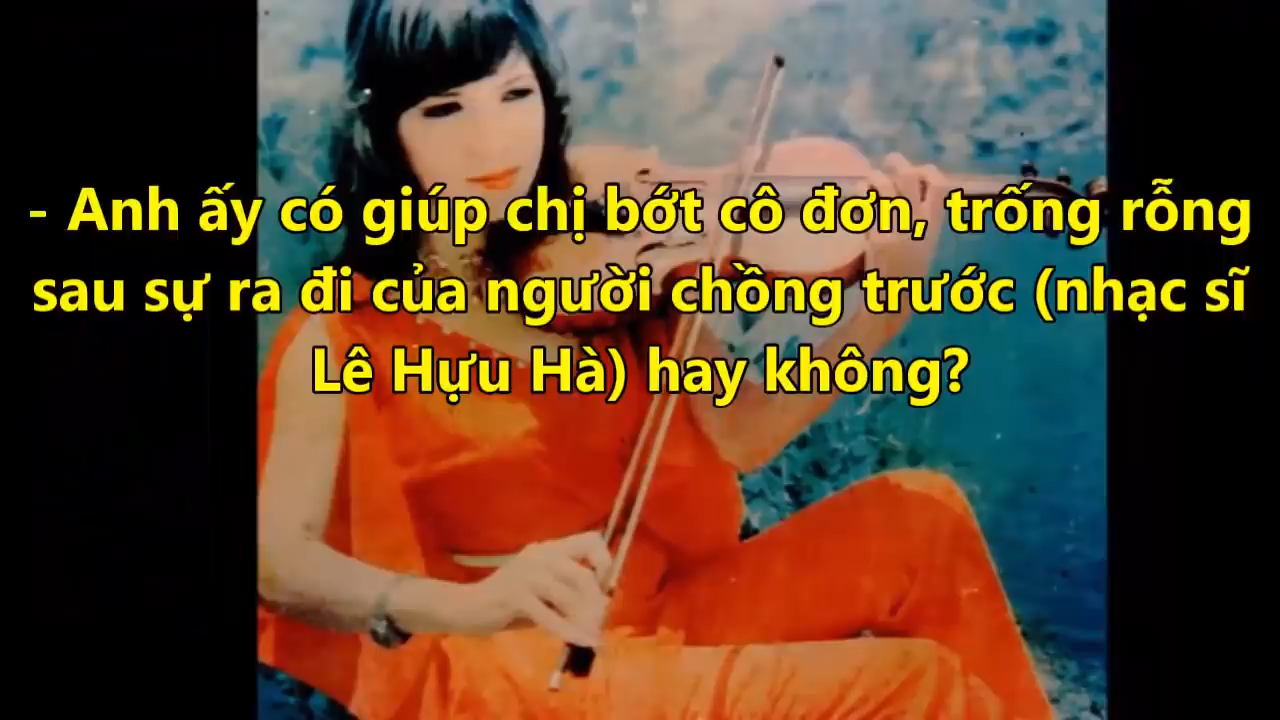 - Anh ấy có giúp chị bớt cô đơn, trống rỗng
sau sự ra đi của người chồng trước (nhạc sĩ
Lê Hựu Hà) hay không?